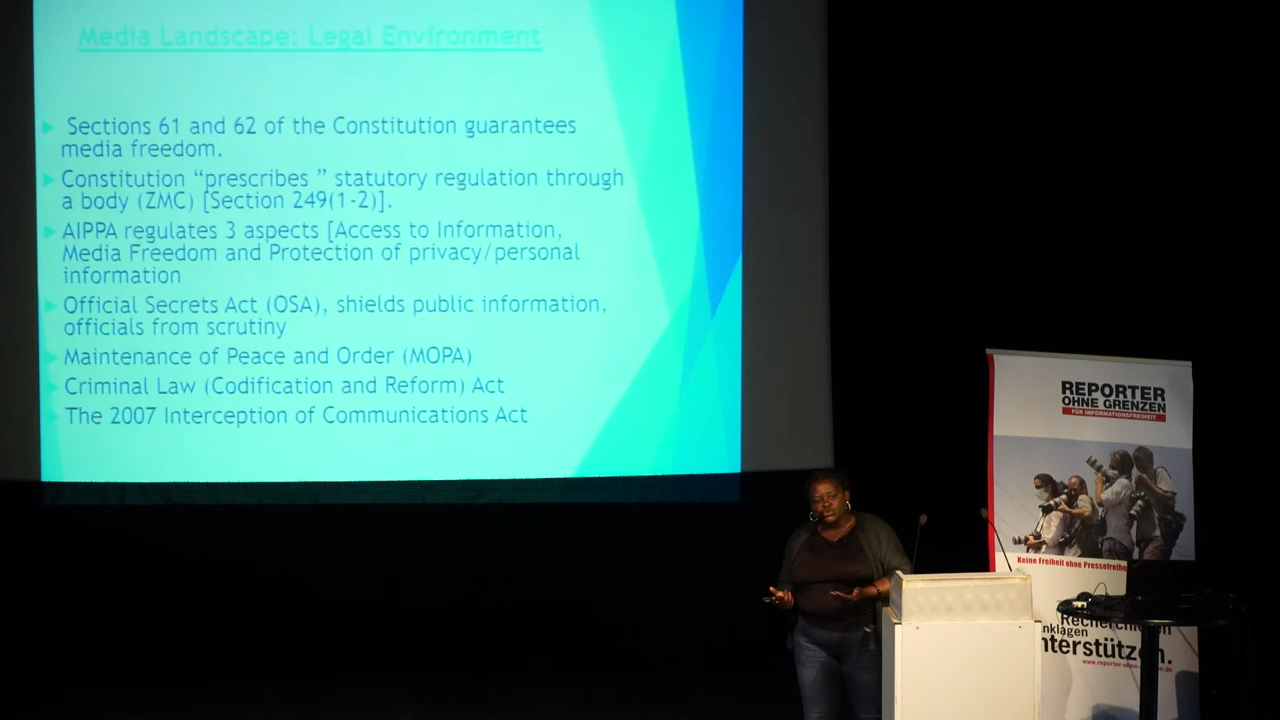 Media Landscape: Legal Environment
Sections 61 and 62 of the Constitution guarantees
media freedom.
Constitution “prescribes ” statutory regulation through
a body (ZMC) [Section 249(1-2)].
AIPPA regulates 3 aspects [Access to Information,
Media Freedom and Protection of privacy/personal
information
Official Secrets Act (OSA), shields public information,
officials from scrutiny
Maintenance of Peace and Order (MOPA)
Criminal Law (Codification and Reform) Act
The 2007 Interception of Communications Act
REPORTER
OHNE GRENZEN
FÜR INFORMATIONSFREIHEIT
Keine Freiheit ohne Pressefreihe